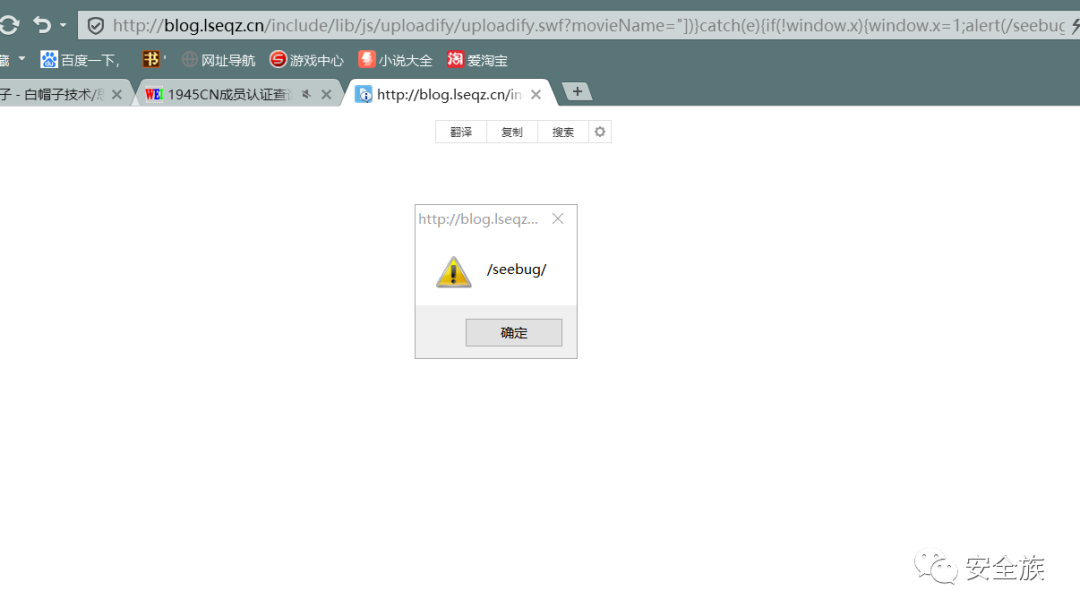 http://blog.lseqz.cn/include/lib/js/uploadify/uploadify.swf?movieName="])}catch(e){if(!window.x){window.x=1;alert(/seebug
百度一下, 书 ' 网址导航 游戏中心 小说大全 淘 爱淘宝
子 - 白帽子技术/ 1945CN成员认证查 http://blog.lseqz.cn/in
翻译 复制 搜索
http://blog.lseqz...
/seebug/
确定
安全族